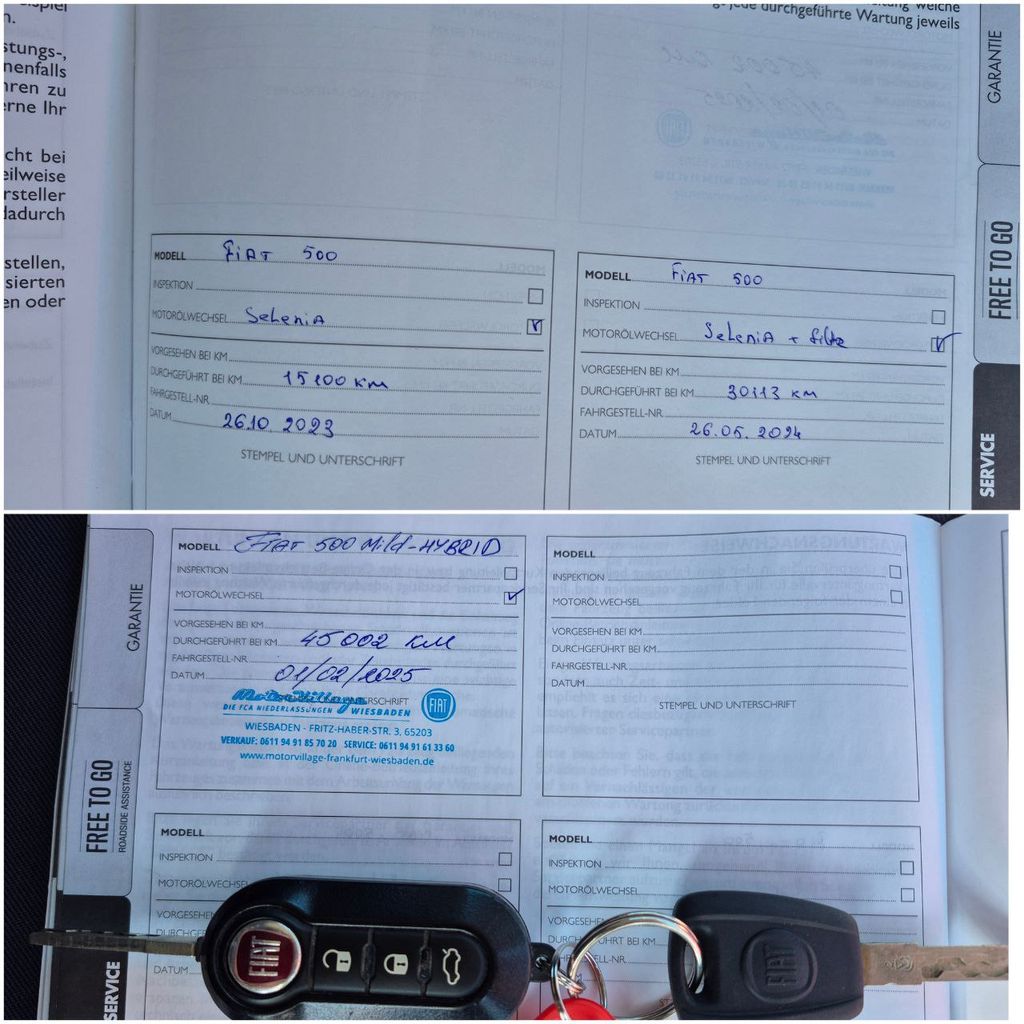 n.
stungs-,
nenfalls
hren zu
erne Ihr
cht bei
eilweise
rsteller
dadurch
stellen,
sierten
en oder
welche
jede durchgeführte Wartung jeweils
GARANTIE
FREE TO GO
SERVICE
MODELL FiAT 500
INSPEKTION
MOTORÖLWECHSEL SELENIA
VORGESEHEN BEI KM
DURCHGEFÜHRT BEI KM 15100 KM
FAHRGESTELL-NR.
DATUM 26.10 2023
STEMPEL UND UNTERSCHRIFT
MODELL FiAT 500
INSPEKTION
MOTORÖLWECHSEL SELENIA +
VORGESEHEN BEI KM
DURCHGEFÜHRT BEI KM 30113 KM
FAHRGESTELL-NR.
DATUM 26.05.2024
STEMPEL UND UNTERSCHRIFT
GARANTIE
FREE TO GO
ROADSIDE ASSISTANCE
SERVICE
MODELL FIAT 500 Mild-HYBRID
INSPEKTION
MOTORÖLWECHSEL
VORGESEHEN BEI KM
DURCHGEFÜHRT BEI KM 45002 KM
FAHRGESTELL-NR.
DATUM 01/02/2025
UNTERSCHRIFT
MotorVillage FIAT
DIE FCA NIEDERLASSUNGEN WIESBADEN
WIESBADEN - FRITZ-HABER-STR. 3, 65203
VERKAUF: 0611 94 91 85 70 20 SERVICE: 0611 94 91 61 33 60
www.motorvillage-frankfurt-wiesbaden.de
MODELL
INSPEKTION
MOTORÖLWECHSEL
VORGESEHEN BEI KM
DURCHGEFÜHRT BEI KM
FAHRGESTELL-NR.
DATUM
STEMPEL UND UNTERSCHRIFT
MODELL
INSPEKTION
MOTORÖLWECHSEL
VORGESEHEN
DATUM
MODELL
INSPEKTION
MOTORÖLWECHSEL
VORGESEHEN
DATUM
FIAT
FIAT